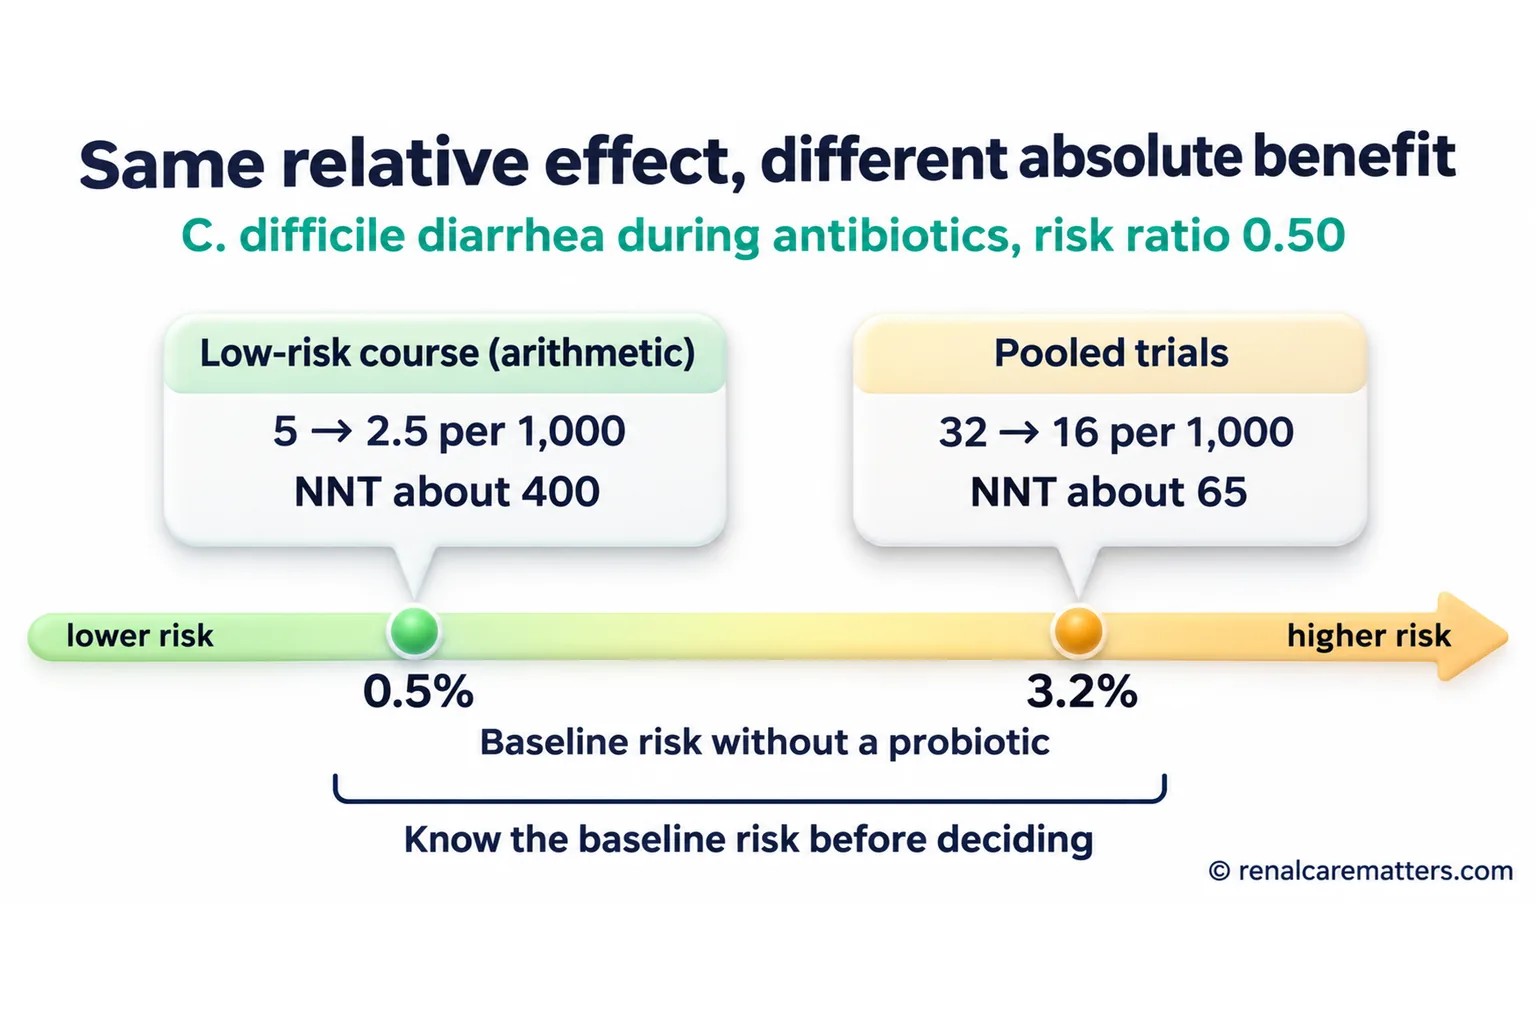 Same relative effect, different absolute benefit
C. difficile diarrhea during antibiotics, risk ratio 0.50
Low-risk course (arithmetic)
5 → 2.5 per 1,000
NNT about 400
Pooled trials
32 → 16 per 1,000
NNT about 65
lower risk
higher risk
0.5%
3.2%
Baseline risk without a probiotic
Know the baseline risk before deciding
© renalcarematters.com